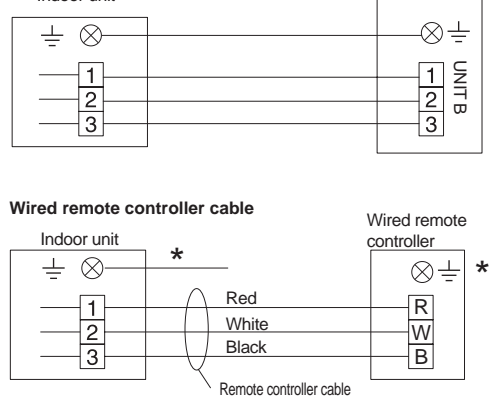 Indoor unit
1 1
2 2
3 3
UNIT B
Wired remote controller cable
Wired remote
controller
Indoor unit
* *
1 Red R
2 White W
3 Black B
Remote controller cable